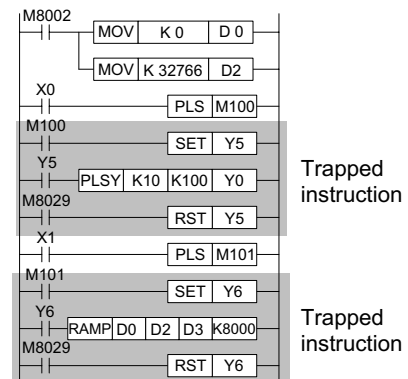 M8002
MOV K 0 D 0
MOV K 32766 D2
X0
PLS M100
M100
SET Y5
Y5
PLSY K10 K100 Y0
M8029
RST Y5
Trapped
instruction
X1
PLS M101
M101
SET Y6
Y6
RAMP D0 D2 D3 K8000
M8029
RST Y6
Trapped
instruction